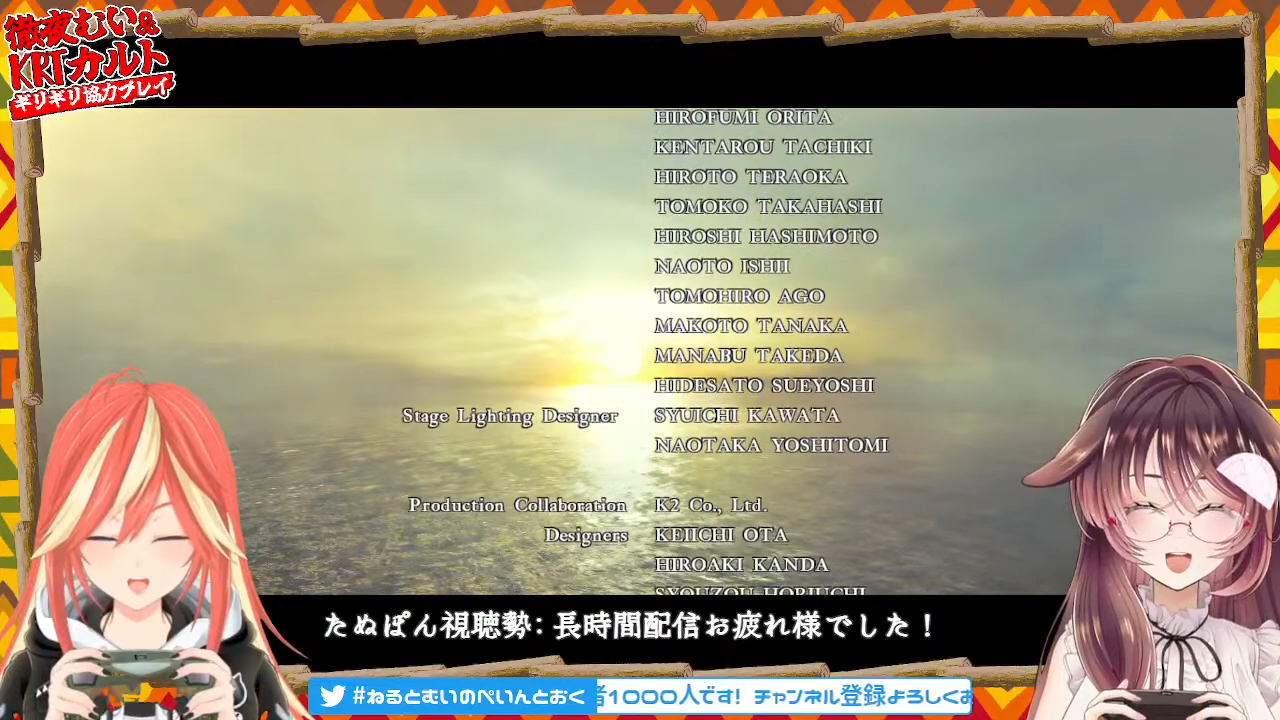 徹夜むい&
KRTカルト
ギリギリ協力プレイ
HIROFUMI ORITA
KENTAROU TACHIKI
HIROTO TERAOKA
TOMOKO TAKAHASHI
HIROSHI HASHIMOTO
NAOTO ISHII
TOMOHIRO AGO
MAKOTO TANAKA
MANABU TAKEDA
HIDESATO SUEYOSHI
Stage Lighting Designer SYUICHI KAWATA
NAOTAKA YOSHITOMI
Production Collaboration K2 Co., Ltd.
Designers KEIICHI OTA
HIROAKI KANDA
SYOUZOU HORIUCHI
たぬぽん視聴勢: 長時間配信お疲れ様でした！
#ねるとむいのぺいんとおく 者1000人です! チャンネル登録よろしくお